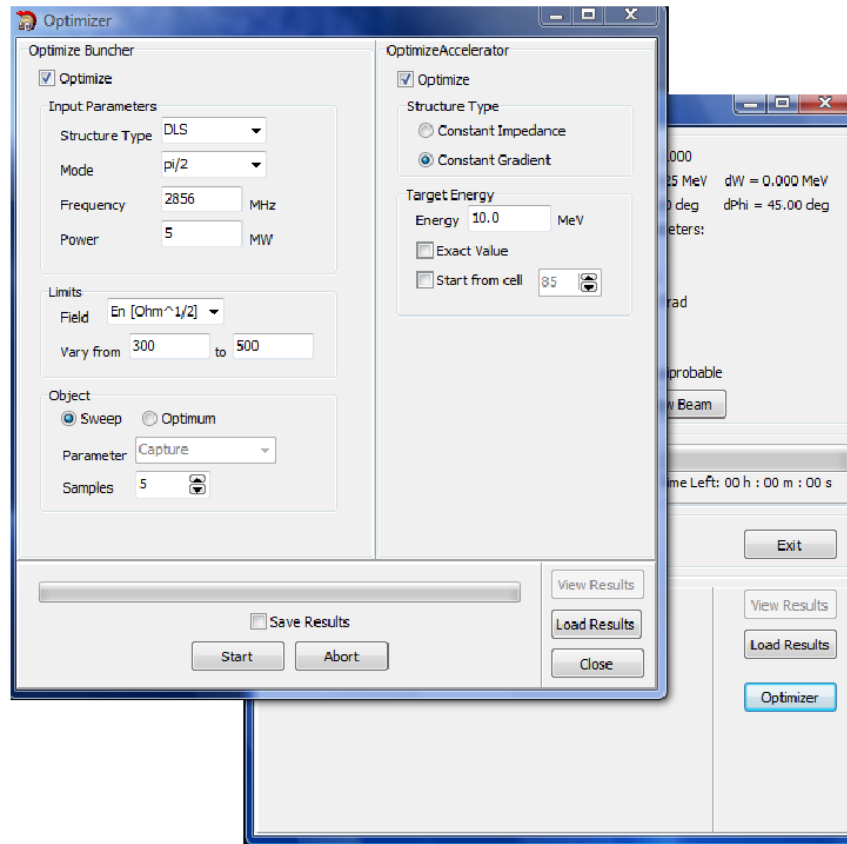 Optimizer
Optimize Buncher
Optimize
Input Parameters
Structure Type DLS
Mode pi/2
Frequency 2856 MHz
Power 5 MW
Limits
Field En [Ohm^1/2]
Vary from 300 to 500
Object
Sweep Optimum
Parameter Capture
Samples 5
OptimizeAccelerator
Optimize
Structure Type
Constant Impedance
Constant Gradient
Target Energy
Energy 10.0 MeV
Exact Value
Start from cell 85
Save Results
Start Abort
View Results
Load Results
Close
.000
25 MeV dW = 0.000 MeV
0 deg dPhi = 45.00 deg
eters:
rad
iprobable
w Beam
ime Left: 00 h : 00 m : 00 s
Exit
View Results
Load Results
Optimizer